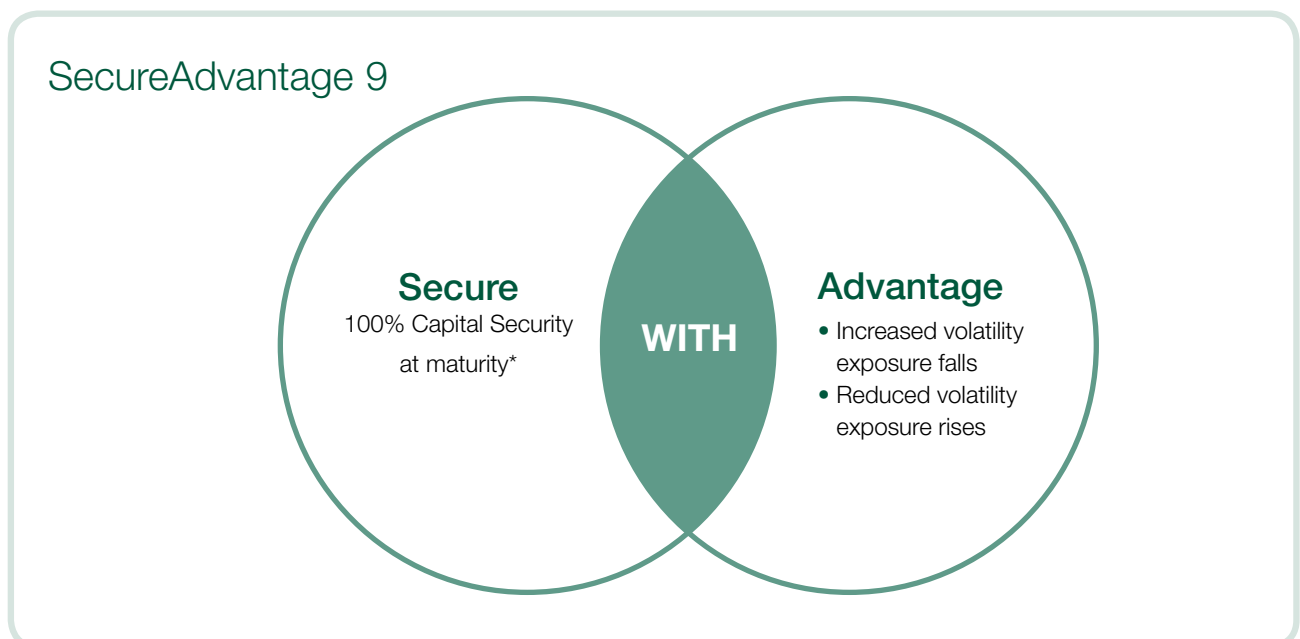 SecureAdvantage 9
Secure
100% Capital Security
at maturity*
WITH
Advantage
• Increased volatility
exposure falls
• Reduced volatility
exposure rises